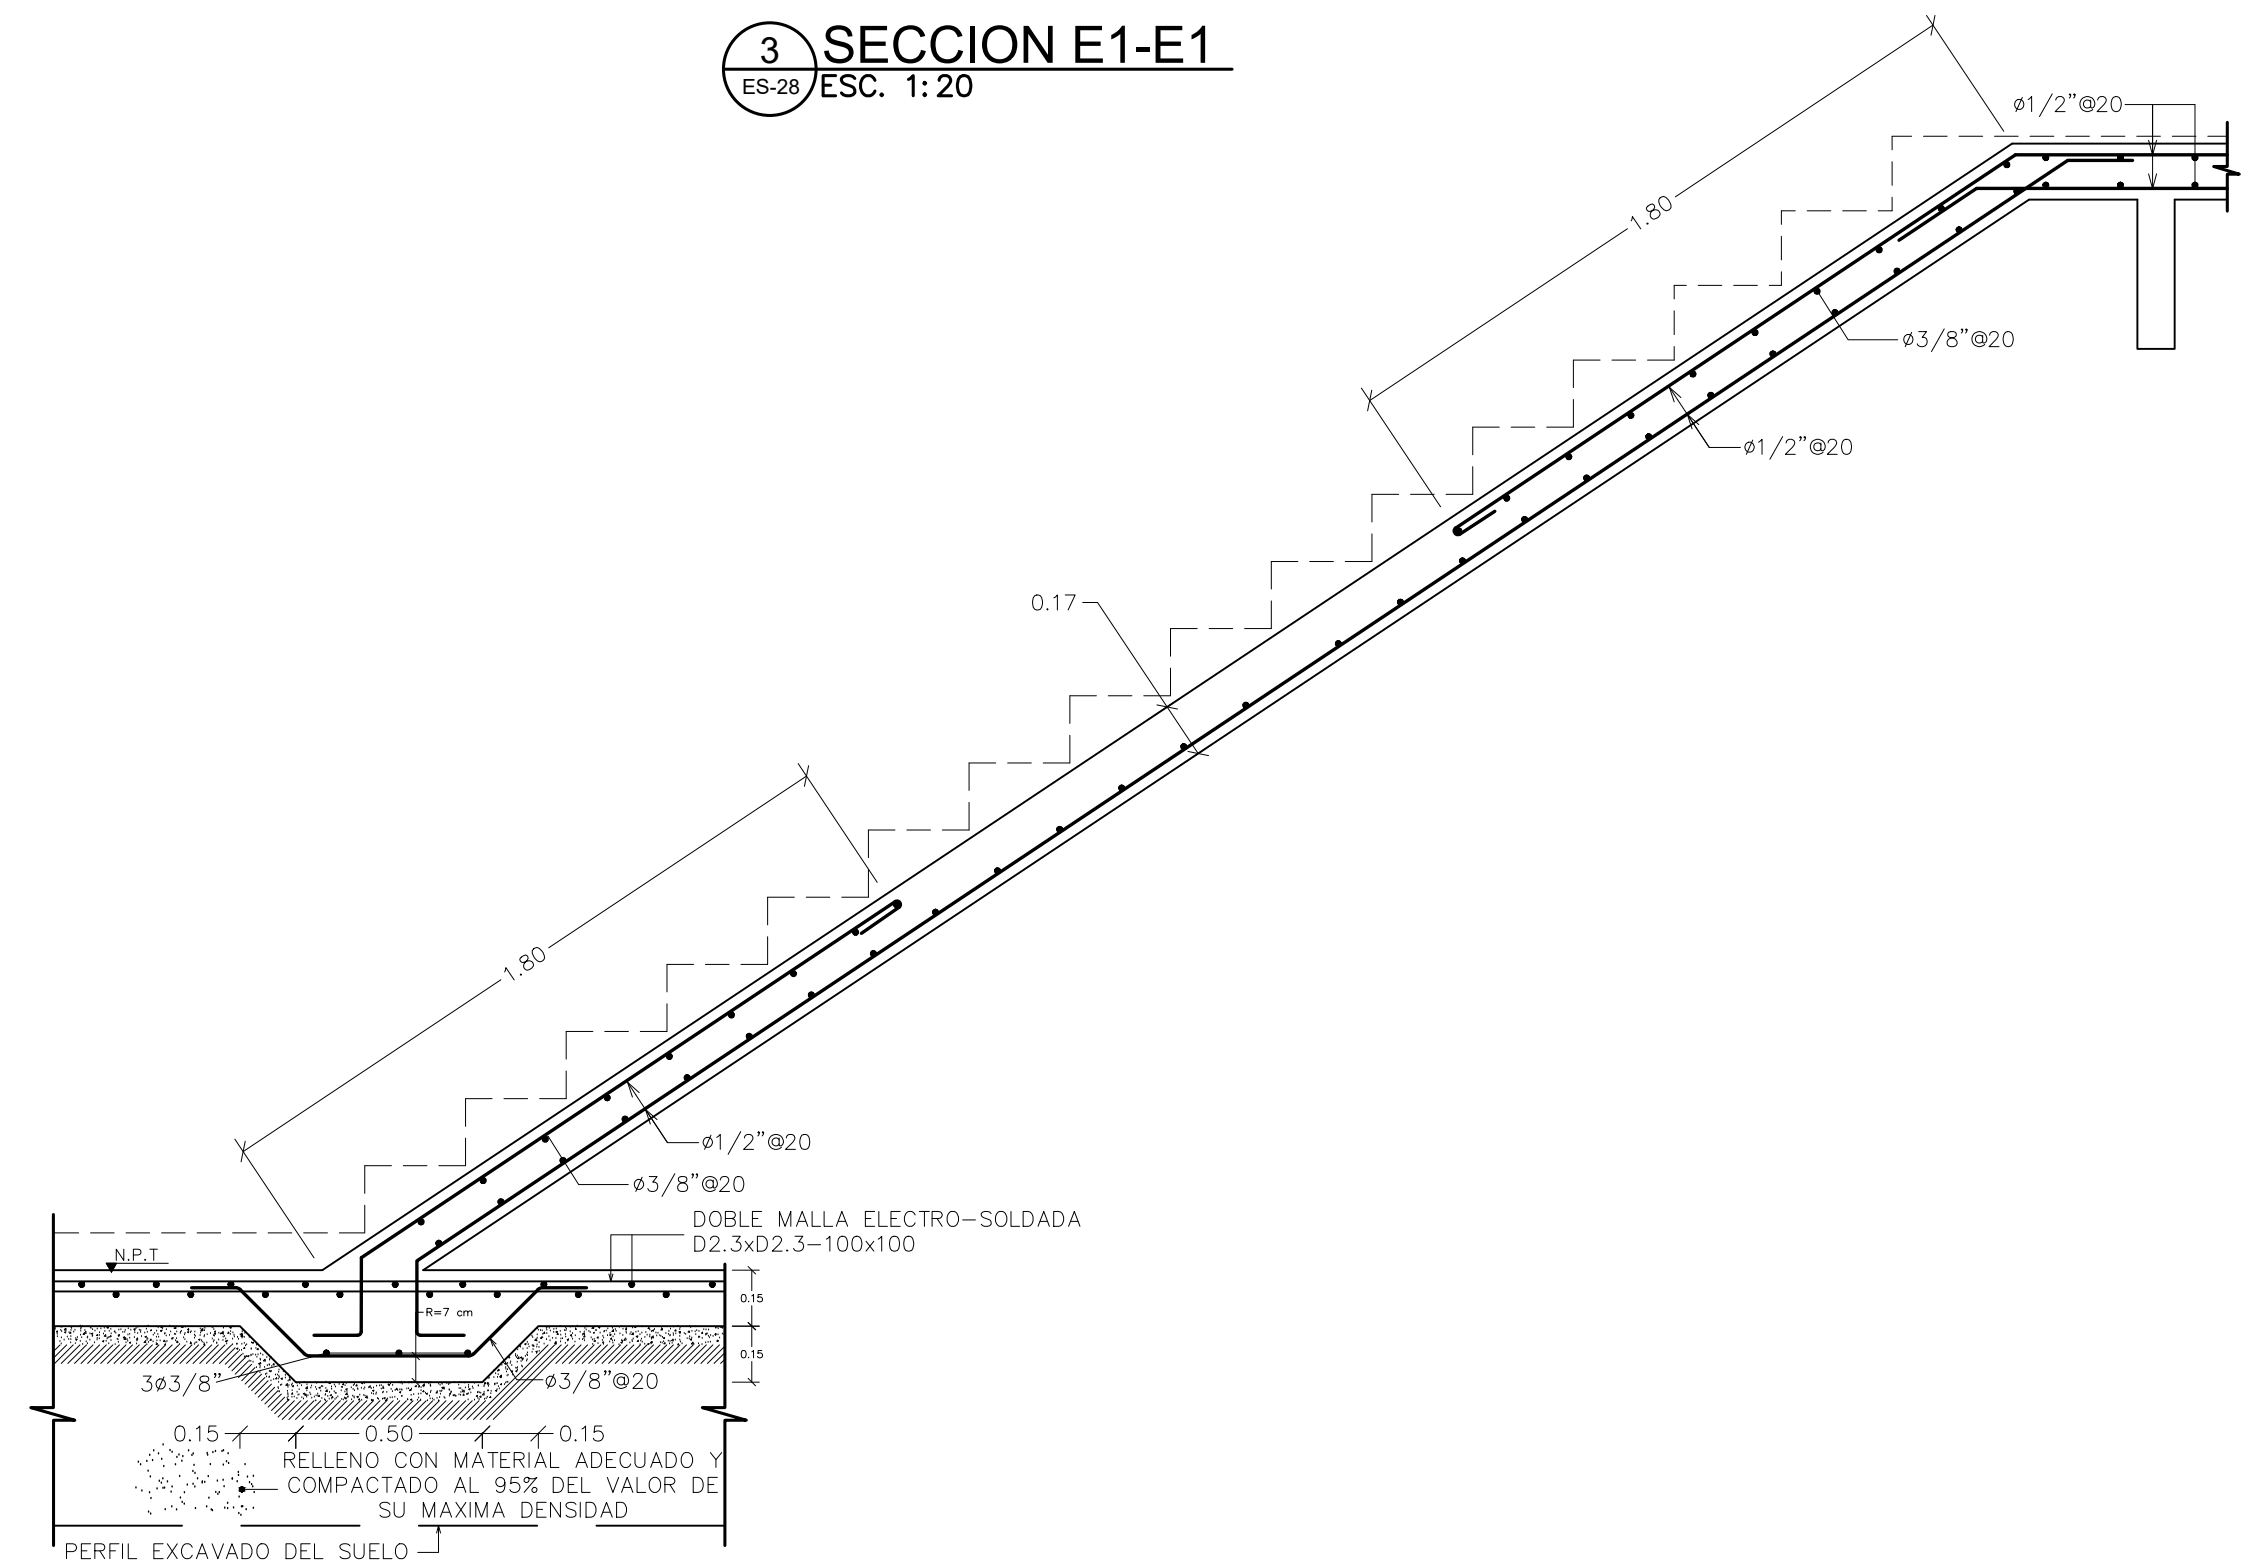 3
ES-28
SECCION E1-E1
ESC. 1:20
ø1/2"@20
1.80
ø3/8"@20
ø1/2"@20
0.17
1.80
ø1/2"@20
ø3/8"@20
DOBLE MALLA ELECTRO-SOLDADA
D2.3xD2.3-100x100
N.P.T
0.15
R=7 cm
0.15
3ø3/8"
ø3/8"@20
0.15
0.50
0.15
RELLENO CON MATERIAL ADECUADO Y
COMPACTADO AL 95% DEL VALOR DE
SU MAXIMA DENSIDAD
PERFIL EXCAVADO DEL SUELO